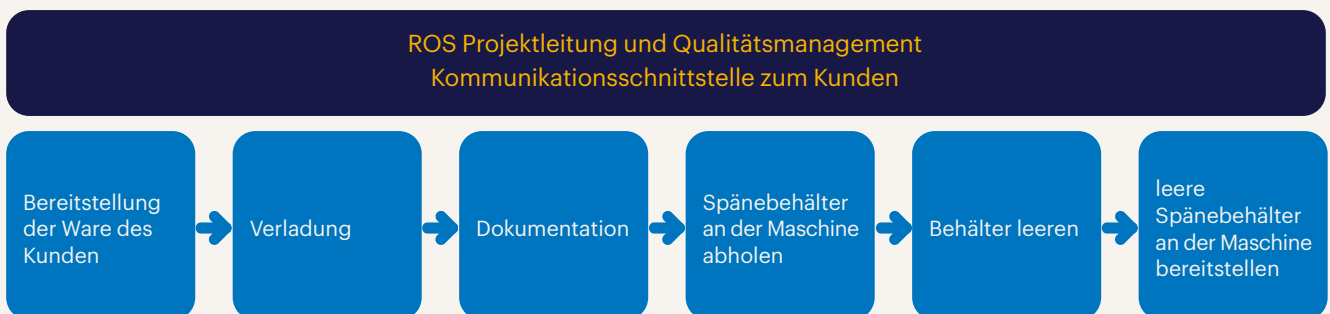 ROS Projektleitung und Qualitätsmanagement
Kommunikationsschnittstelle zum Kunden
Bereitstellung
der Ware des
Kunden
Verladung
Dokumentation
Spänebehälter
an der Maschine
abholen
Behälter leeren
leere
Spänebehälter
an der Maschine
bereitstellen